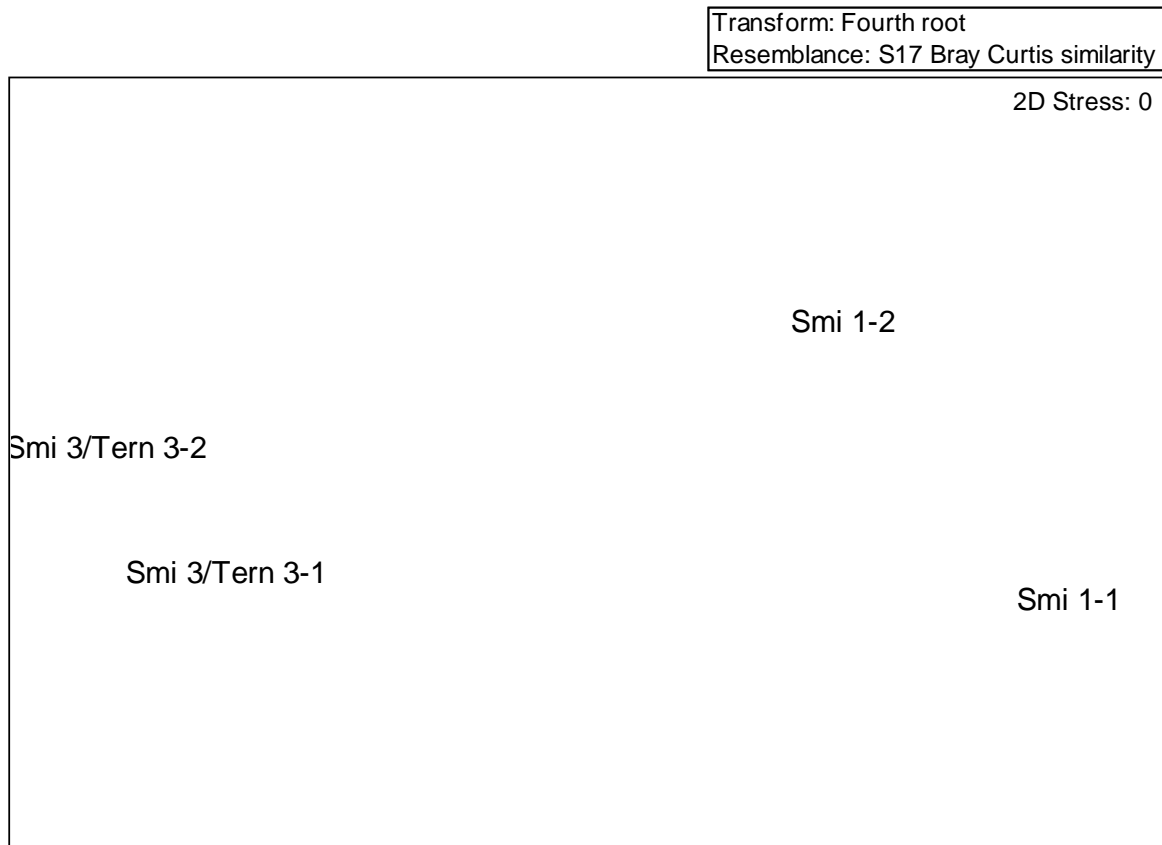 Transform: Fourth root
Resemblance: S17 Bray Curtis similarity
2D Stress: 0
Smi 1-2
Smi 3/Tern 3-2
Smi 3/Tern 3-1
Smi 1-1